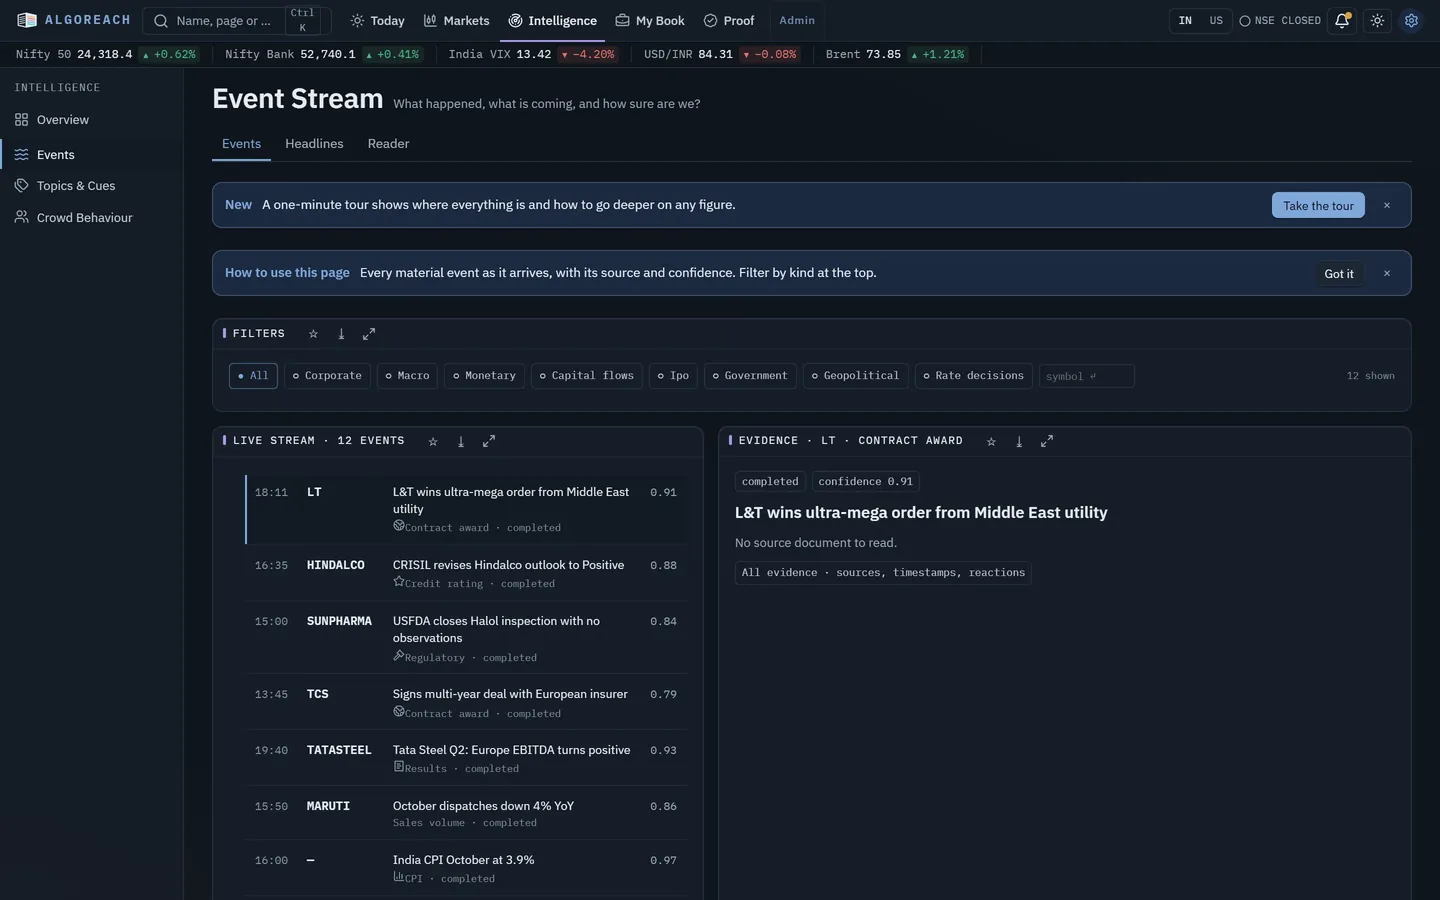 ALGOREACH
Name, page or ...
Ctrl K
Today
Markets
Intelligence
My Book
Proof
Admin
IN US
NSE CLOSED
Nifty 50 24,318.4 ▲ +0.62%
Nifty Bank 52,740.1 ▲ +0.41%
India VIX 13.42 ▼ −4.20%
USD/INR 84.31 ▼ −0.08%
Brent 73.85 ▲ +1.21%
INTELLIGENCE
Overview
Events
Topics & Cues
Crowd Behaviour
Event Stream What happened, what is coming, and how sure are we?
Events Headlines Reader
New A one-minute tour shows where everything is and how to go deeper on any figure. Take the tour ×
How to use this page Every material event as it arrives, with its source and confidence. Filter by kind at the top. Got it ×
FILTERS
All
Corporate
Macro
Monetary
Capital flows
Ipo
Government
Geopolitical
Rate decisions
symbol ↵
12 shown
LIVE STREAM · 12 EVENTS
18:11 LT L&T wins ultra-mega order from Middle East 0.91
utility
Contract award · completed
16:35 HINDALCO CRISIL revises Hindalco outlook to Positive 0.88
Credit rating · completed
15:00 SUNPHARMA USFDA closes Halol inspection with no 0.84
observations
Regulatory · completed
13:45 TCS Signs multi-year deal with European insurer 0.79
Contract award · completed
19:40 TATASTEEL Tata Steel Q2: Europe EBITDA turns positive 0.93
Results · completed
15:50 MARUTI October dispatches down 4% YoY 0.86
Sales volume · completed
16:00 — India CPI October at 3.9% 0.97
CPI · completed
EVIDENCE · LT · CONTRACT AWARD
completed
confidence 0.91
L&T wins ultra-mega order from Middle East utility
No source document to read.
All evidence · sources, timestamps, reactions